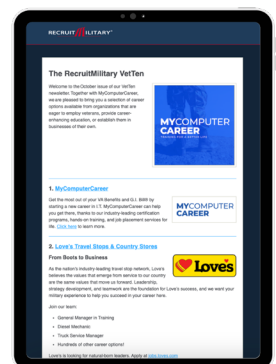 RECRUITMILITARY
The RecruitMilitary VetTen
Welcome to the October issue of our VetTen
newsletter. Together with MyComputerCareer,
we are pleased to bring you a selection of career
options available from organizations that are
eager to employ veterans, provide career-
enhancing education, or establish them in
businesses of their own.
MYCOMPUTER
CAREER
TRAINING FOR A BETTER LIFE
1. MyComputerCareer
Get the most out of your VA Benefits and G.I. Bill® by
starting a new career in I.T. MyComputerCareer can help
you get there, thanks to our industry-leading certification
programs, hands-on training, and job placement services for
life. Click here to learn more.
MYCOMPUTER
CAREER
2. Love's Travel Stops & Country Stores
From Boots to Business
As the nation's industry-leading travel stop network, Love's
believes the values that emerge from service to our country
are the same values that move us forward. Leadership,
strategy development, and teamwork are the foundation for Love's success, and we want your
military experience to help you succeed in your career here.
Love's
Join our team:
• General Manager in Training
• Diesel Mechanic
• Truck Service Manager
• Hundreds of other career options!
Love's is looking for natural-born leaders. Apply at jobs.loves.com.